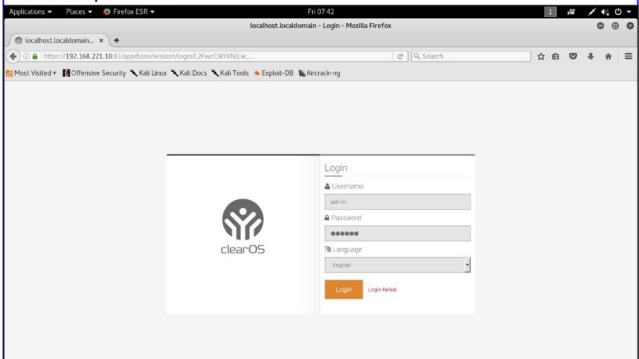 Applications Places Firefox ESR Fri 07:42 1
localhost.localdomain - Login - Mozilla Firefox
localhost.localdomain...
https://192.168.221.10:81/app/base/session/login/
Search
Most Visited Offensive Security Kali Linux Kali Docs Kali Tools Exploit-DB Aircrack-ng
Login
Username
admin
Password
clearOS
Language
English
Login Login failed.